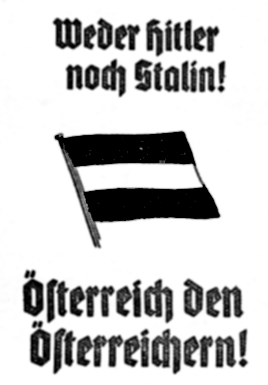 Weder Hitler
noch Stalin!
Öſterreich den
Öſterreichern!